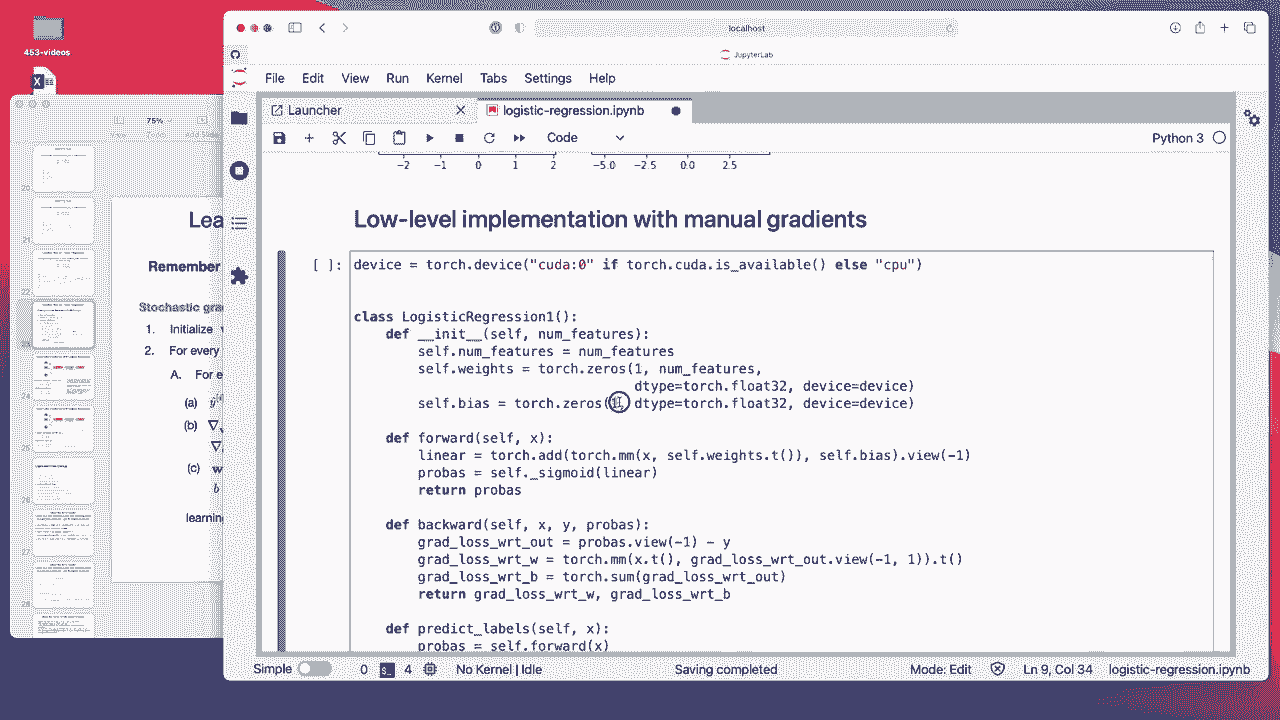 453-videos
localhost
JupyterLab
File Edit View Run Kernel Tabs Settings Help
Launcher
logistic-regression.ipynb
Code
Python 3
75%
−2 −1 0 1 2 −5.0 −2.5 0.0 2.5
Low-level implementation with manual gradients
[ ]:
device = torch.device("cuda:0" if torch.cuda.is_available() else "cpu")
class LogisticRegression1():
def __init__(self, num_features):
self.num_features = num_features
self.weights = torch.zeros(1, num_features,
dtype=torch.float32, device=device)
self.bias = torch.zeros(1, dtype=torch.float32, device=device)
def forward(self, x):
linear = torch.add(torch.mm(x, self.weights.t()), self.bias).view(-1)
probas = self._sigmoid(linear)
return probas
def backward(self, x, y, probas):
grad_loss_wrt_out = probas.view(-1) - y
grad_loss_wrt_w = torch.mm(x.t(), grad_loss_wrt_out.view(-1, 1)).t()
grad_loss_wrt_b = torch.sum(grad_loss_wrt_out)
return grad_loss_wrt_w, grad_loss_wrt_b
def predict_labels(self, x):
probas = self.forward(x)
Lea
Remember
Stochastic gra
1. Initialize
2. For every
A. For e
(a)
(b)
(c) w
b
learning
Simple 0 4 No Kernel | Idle Saving completed Mode: Edit Ln 9, Col 34 logistic-regression.ipynb